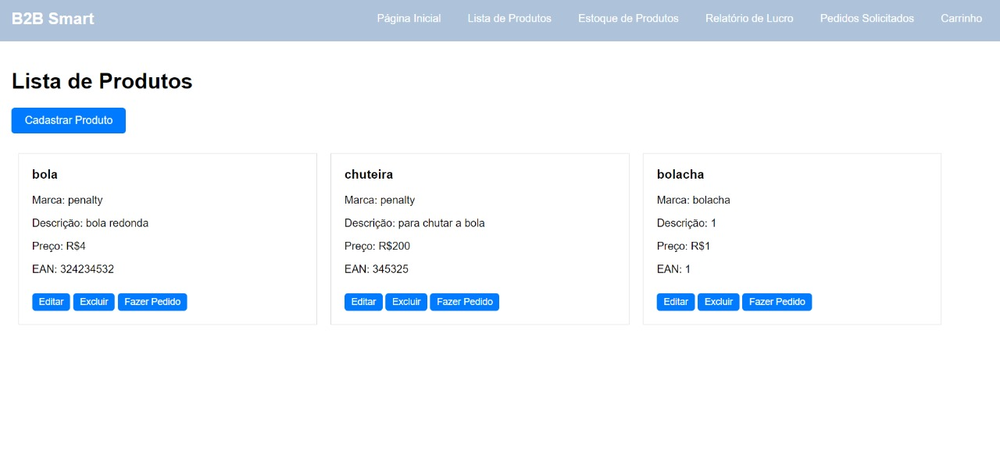 B2B Smart
Página Inicial
Lista de Produtos
Estoque de Produtos
Relatório de Lucro
Pedidos Solicitados
Carrinho
Lista de Produtos
Cadastrar Produto
bola
Marca: penalty
Descrição: bola redonda
Preço: R$4
EAN: 324234532
Editar
Excluir
Fazer Pedido
chuteira
Marca: penalty
Descrição: para chutar a bola
Preço: R$200
EAN: 345325
Editar
Excluir
Fazer Pedido
bolacha
Marca: bolacha
Descrição: 1
Preço: R$1
EAN: 1
Editar
Excluir
Fazer Pedido